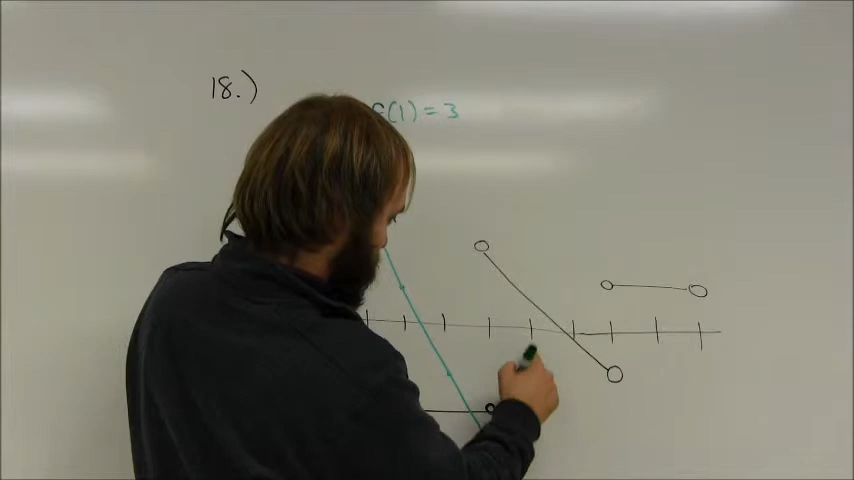 18.)
f(1) = 3